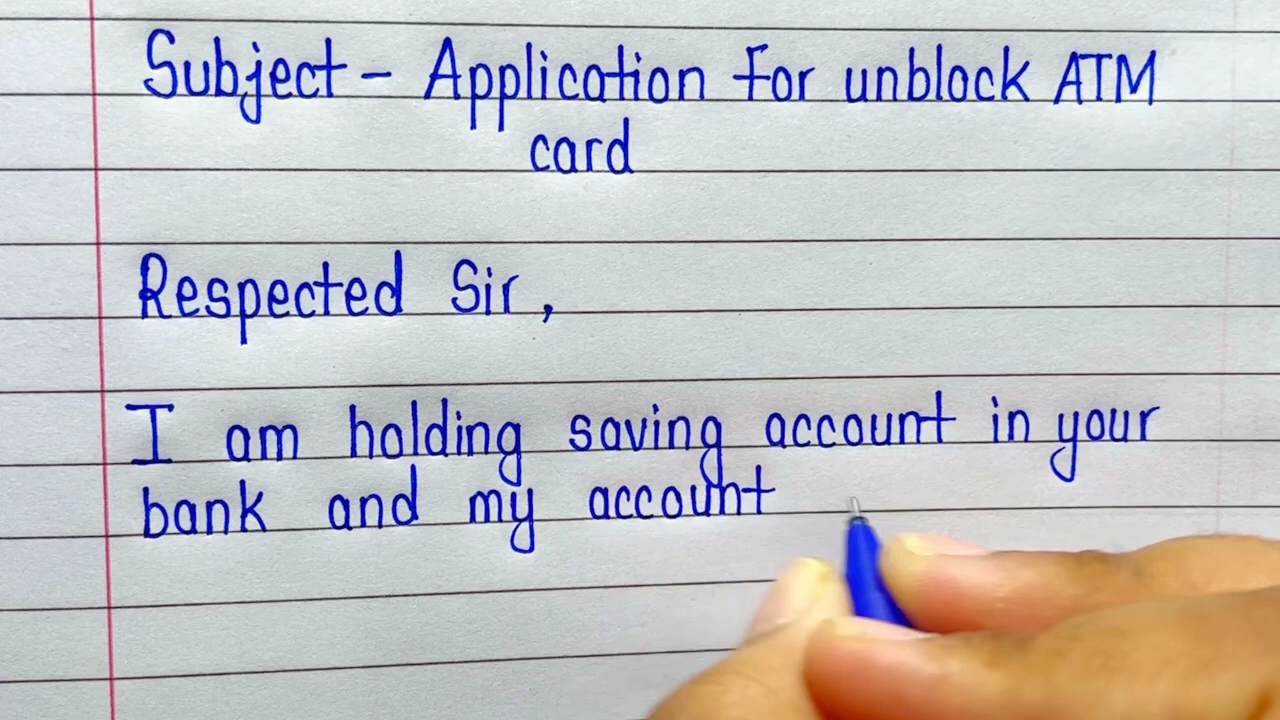 Subject - Application For unblock ATM
card
Respected Sir,
I am holding saving account in your
bank and my account